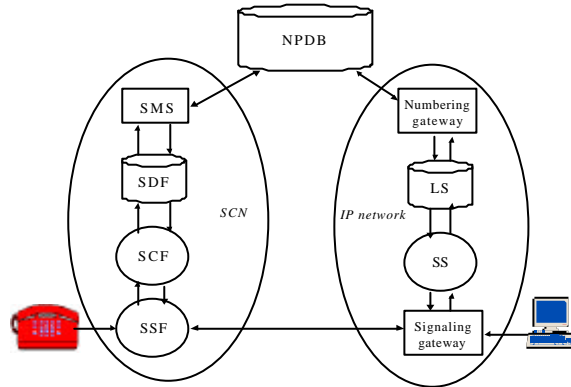 NPDB
SMS
Numbering
gateway
SDF
LS
SCN
IP network
SCF
SS
SSF
Signaling
gateway